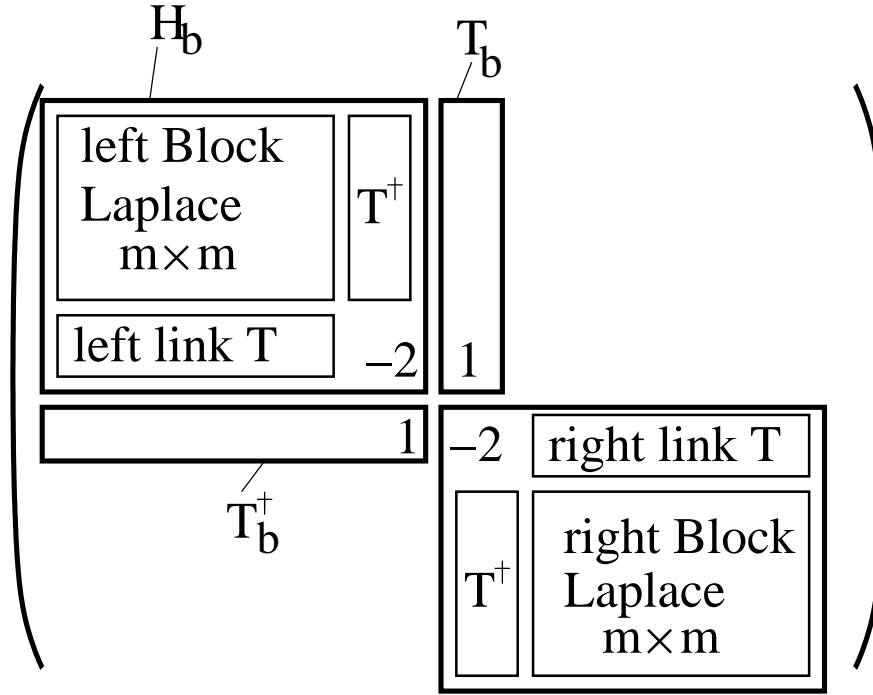 H_b
T_b
left Block
Laplace
m×m
T†
left link T
−2
1
1
−2
right link T
T_b†
T†
right Block
Laplace
m×m